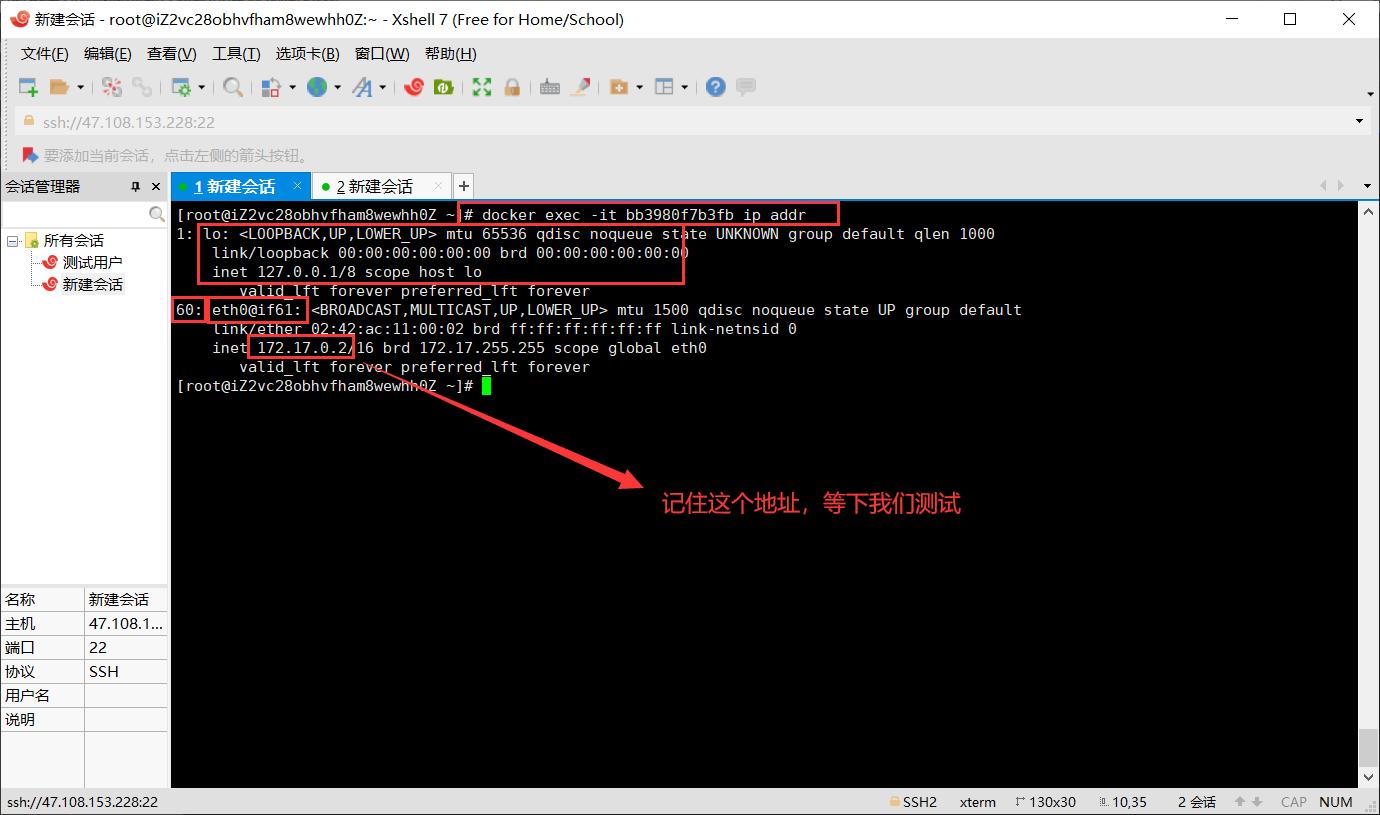 新建会话 - root@iZ2vc28obhvfham8wewhh0Z:~ - Xshell 7 (Free for Home/School)
文件(F) 编辑(E) 查看(V) 工具(T) 选项卡(B) 窗口(W) 帮助(H)
ssh://47.108.153.228:22
要添加当前会话，点击左侧的箭头按钮。
会话管理器
1 新建会话
2 新建会话
所有会话
测试用户
新建会话
[root@iZ2vc28obhvfham8wewhh0Z ~]# docker exec -it bb3980f7b3fb ip addr
1: lo: <LOOPBACK,UP,LOWER_UP> mtu 65536 qdisc noqueue state UNKNOWN group default qlen 1000
link/loopback 00:00:00:00:00:00 brd 00:00:00:00:00:00
inet 127.0.0.1/8 scope host lo
valid_lft forever preferred_lft forever
60: eth0@if61: <BROADCAST,MULTICAST,UP,LOWER_UP> mtu 1500 qdisc noqueue state UP group default
link/ether 02:42:ac:11:00:02 brd ff:ff:ff:ff:ff:ff link-netnsid 0
inet 172.17.0.2/16 brd 172.17.255.255 scope global eth0
valid_lft forever preferred_lft forever
[root@iZ2vc28obhvfham8wewhh0Z ~]#
记住这个地址，等下我们测试
名称 新建会话
主机 47.108.1...
端口 22
协议 SSH
用户名
说明
ssh://47.108.153.228:22 SSH2 xterm 130x30 10,35 2 会话 CAP NUM